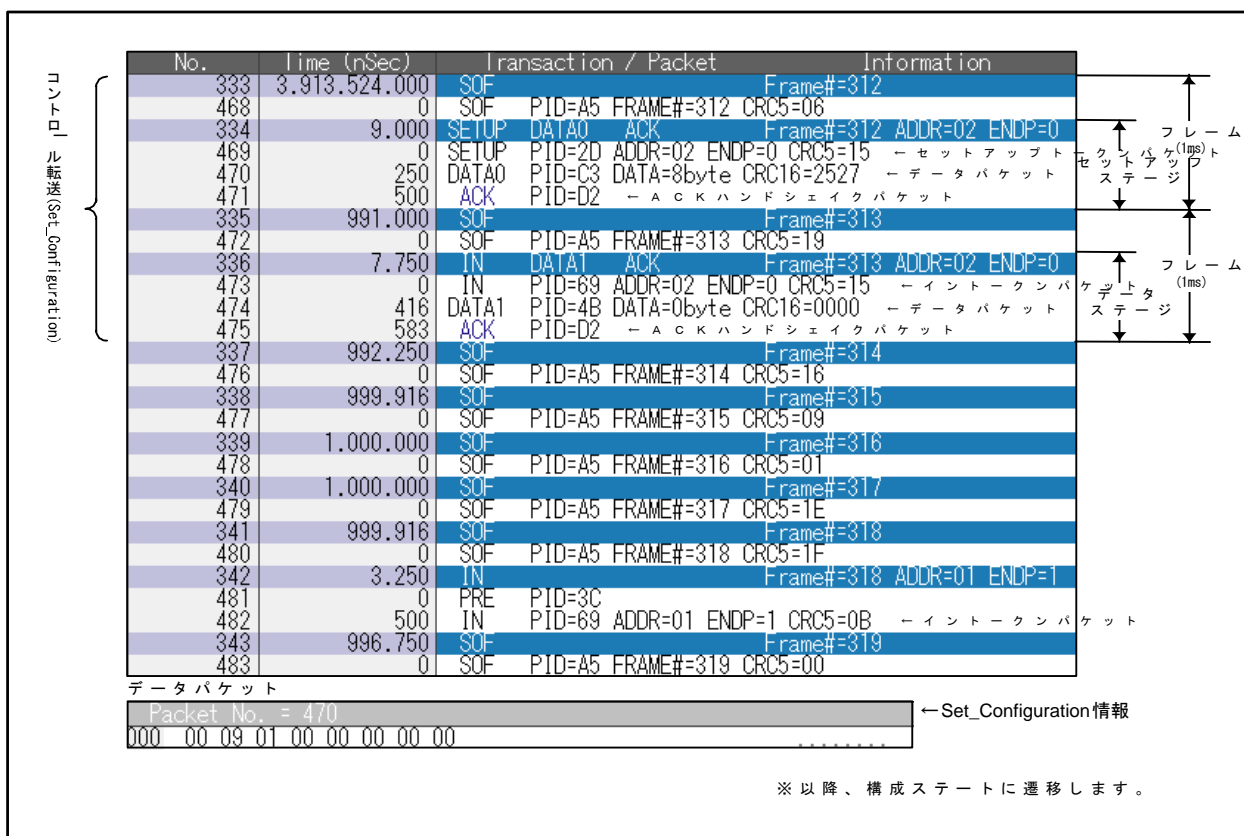 No. Time (nSec) Transaction / Packet Information
333 3.913.524.000 SOF Frame#=312
468 0 SOF PID=A5 FRAME#=312 CRC5=06
334 9.000 SETUP DATA0 ACK Frame#=312 ADDR=02 ENDP=0
469 0 SETUP PID=2D ADDR=02 ENDP=0 CRC5=15 ←セットアップトークンパケット
470 250 DATA0 PID=C3 DATA=8byte CRC16=2527 ←データパケット
471 500 ACK PID=D2 ←ACKハンドシェイクパケット
335 991.000 SOF Frame#=313
472 0 SOF PID=A5 FRAME#=313 CRC5=19
336 7.750 IN DATA1 ACK Frame#=313 ADDR=02 ENDP=0
473 0 IN PID=69 ADDR=02 ENDP=0 CRC5=15 ←イントークンパケット
474 416 DATA1 PID=4B DATA=0byte CRC16=0000 ←データパケット
475 583 ACK PID=D2 ←ACKハンドシェイクパケット
337 992.250 SOF Frame#=314
476 0 SOF PID=A5 FRAME#=314 CRC5=16
338 999.916 SOF Frame#=315
477 0 SOF PID=A5 FRAME#=315 CRC5=09
339 1.000.000 SOF Frame#=316
478 0 SOF PID=A5 FRAME#=316 CRC5=01
340 1.000.000 SOF Frame#=317
479 0 SOF PID=A5 FRAME#=317 CRC5=1E
341 999.916 SOF Frame#=318
480 0 SOF PID=A5 FRAME#=318 CRC5=1F
342 3.250 IN Frame#=318 ADDR=01 ENDP=1
481 0 PRE PID=3C
482 500 IN PID=69 ADDR=01 ENDP=1 CRC5=0B ←イントークンパケット
343 996.750 SOF Frame#=319
483 0 SOF PID=A5 FRAME#=319 CRC5=00
コントロール転送(Set_Configuration)
フレーム
(1ms)
セットアップ
ステージ
フレーム
(1ms)
データ
ステージ
データパケット
Packet No. = 470
000 00 09 01 00 00 00 00 00 ........
←Set_Configuration情報
※以降、構成ステートに遷移します。